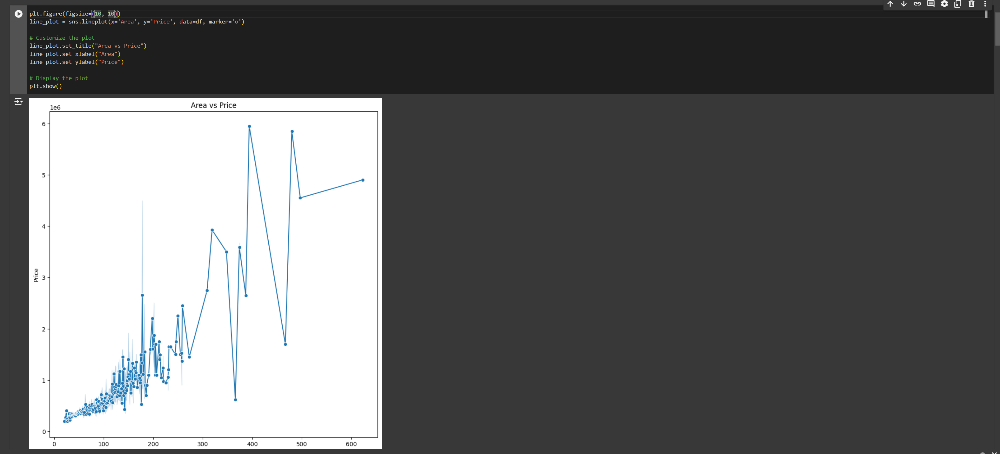 plt.figure(figsize=(10, 10))
line_plot = sns.lineplot(x='Area', y='Price', data=df, marker='o')
# Customize the plot
line_plot.set_title("Area vs Price")
line_plot.set_xlabel("Area")
line_plot.set_ylabel("Price")
# Display the plot
plt.show()
Area vs Price
1e6
6
5
4
3
2
1
0
Price
0 100 200 300 400 500 600